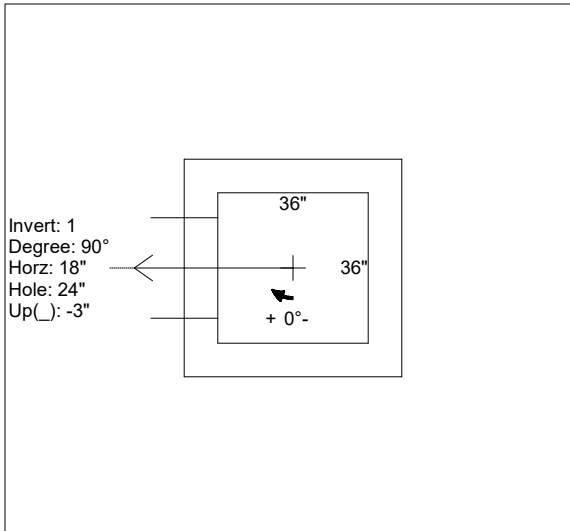 36"
Invert: 1
Degree: 90°
Horz: 18"
36"
Hole: 24"
Up(_): -3"
+ 0°-